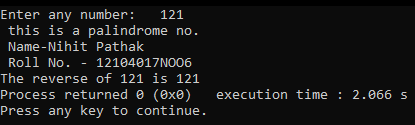 Enter any number:   121
 this is a palindrome no.
 Name-Nihit Pathak
 Roll No. - 12104017NOO6
The reverse of 121 is 121
Process returned 0 (0x0)   execution time : 2.066 s
Press any key to continue.